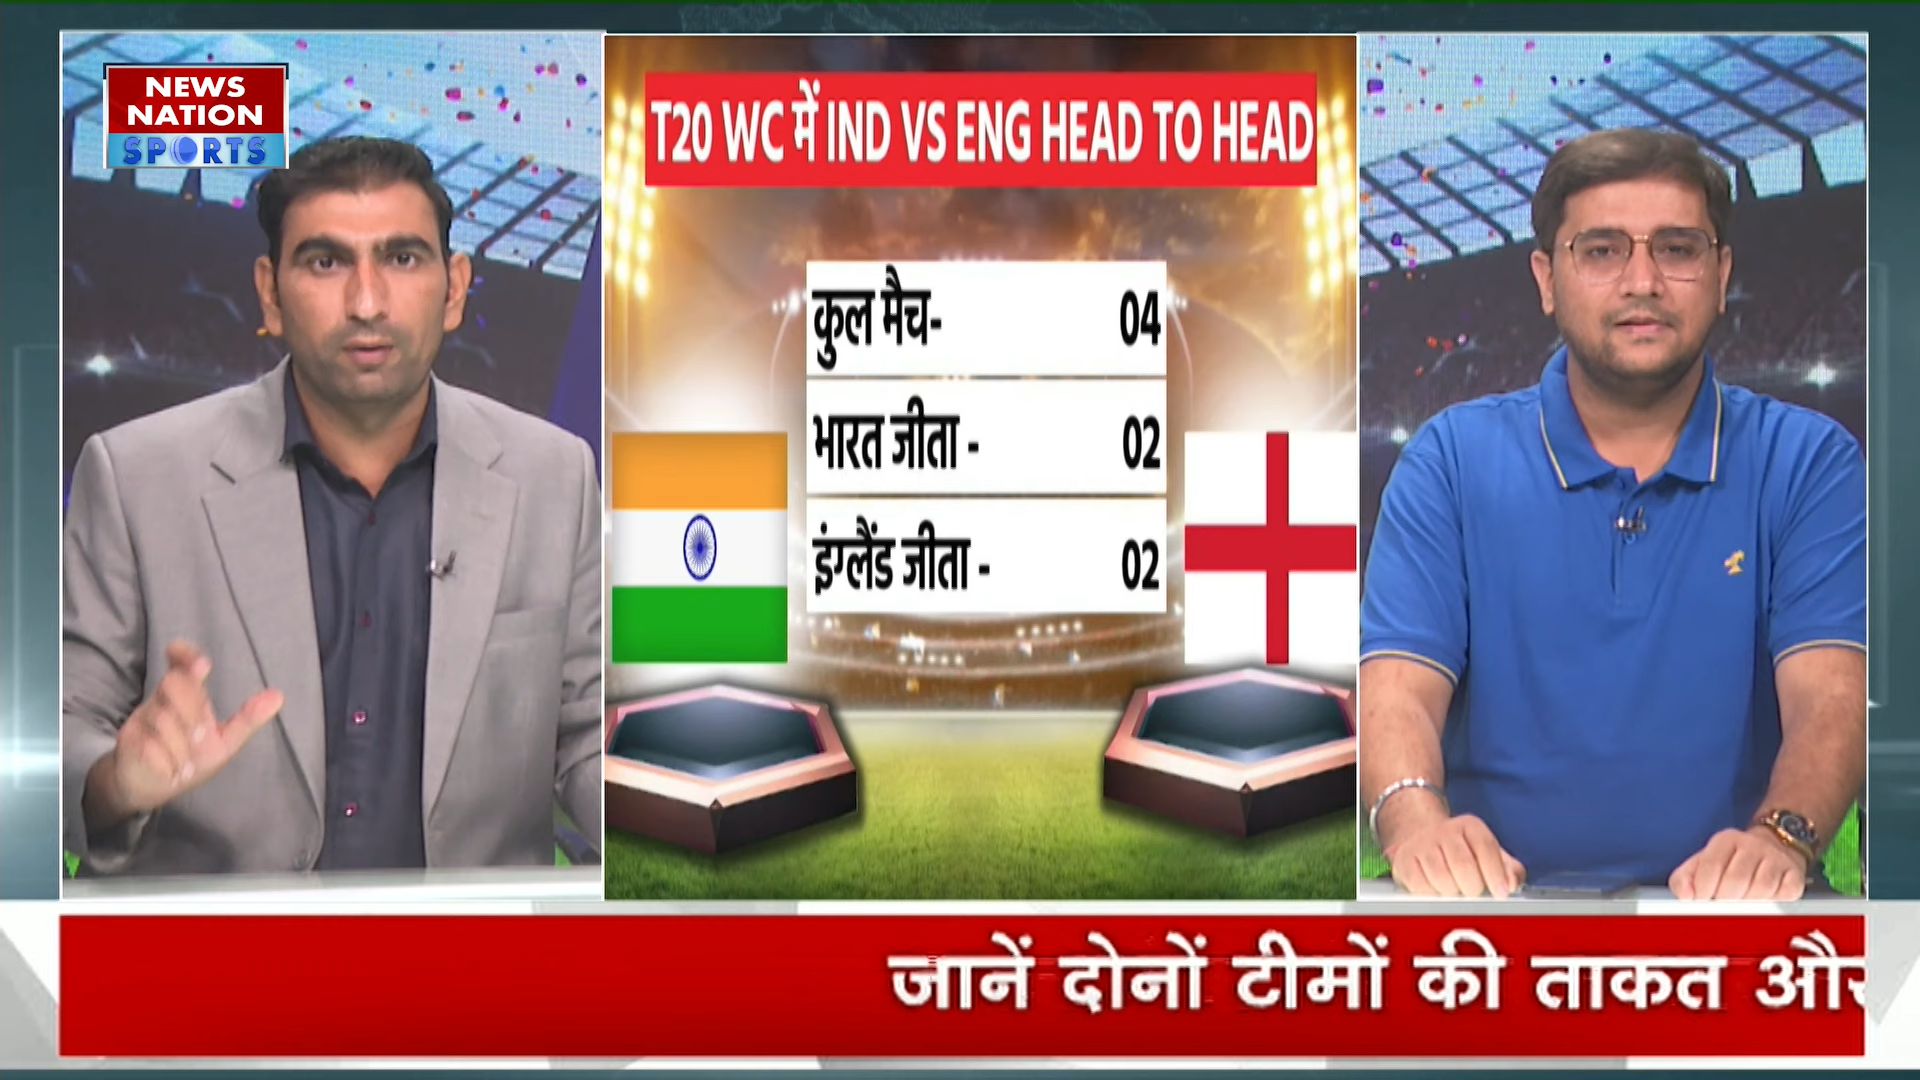 NEWS
NATION
SPORTS
T20 WC में IND VS ENG HEAD TO HEAD
कुल मैच- 04
भारत जीता - 02
इंग्लैंड जीता - 02
जानें दोनों टीमों की ताकत और